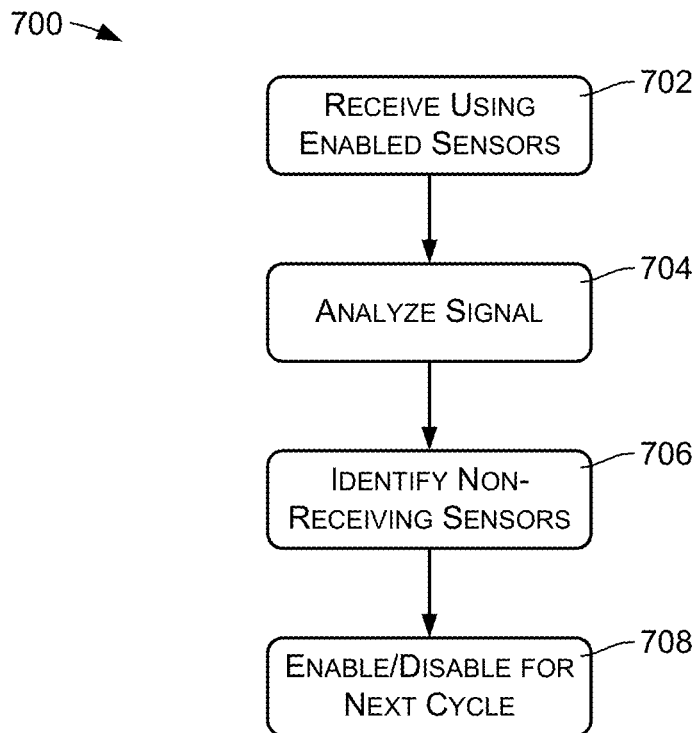 700
702
RECEIVE USING
ENABLED SENSORS
704
ANALYZE SIGNAL
706
IDENTIFY NON-
RECEIVING SENSORS
708
ENABLE/DISABLE FOR
NEXT CYCLE